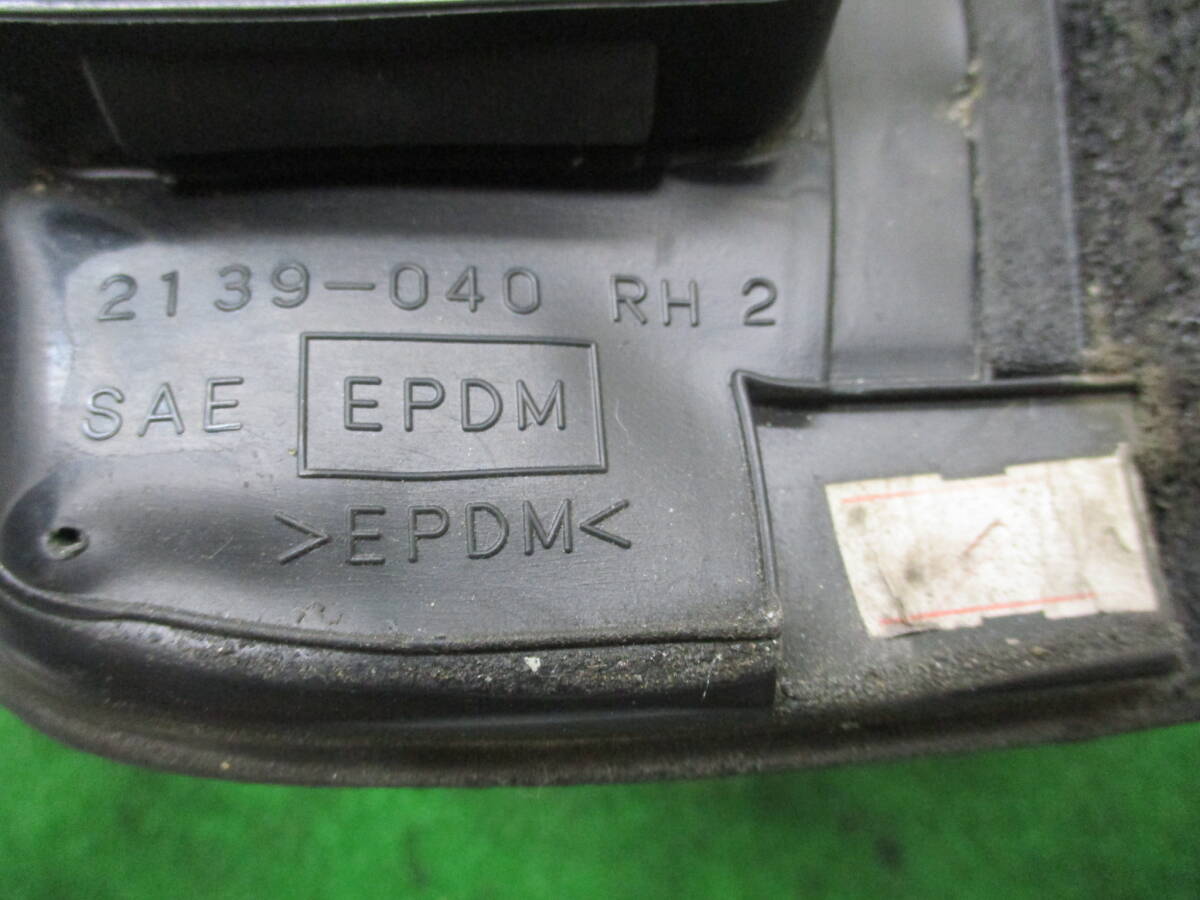 2139-040 RH 2
SAE EPDM
>EPDM<